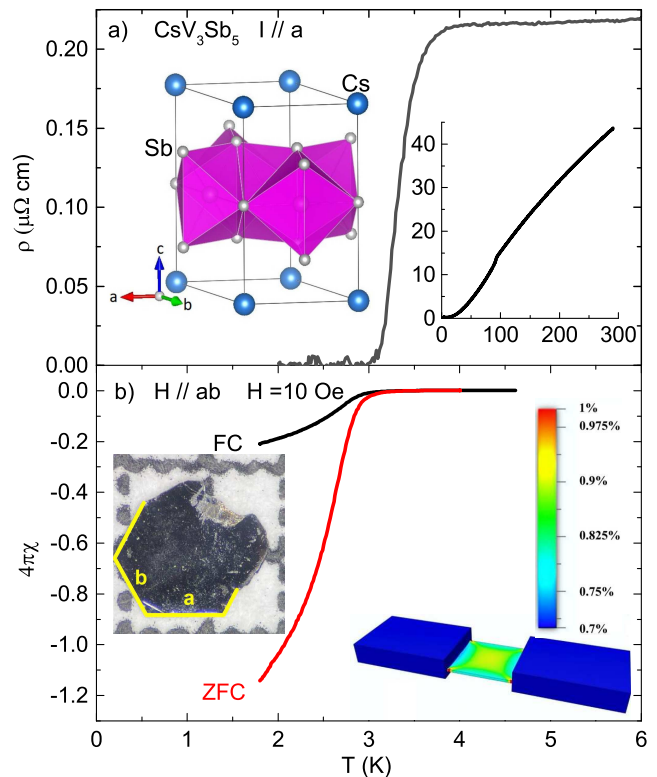 a) CsV₃Sb₅ I // a
0.20
0.15
0.10
0.05
0.00
ρ (μΩ cm)
Cs
Sb
c
a
b
40
30
20
10
0
0 100 200 300
b) H // ab H =10 Oe
0.0
-0.2
-0.4
-0.6
-0.8
-1.0
-1.2
4πχ
FC
ZFC
b
a
1%
0.975%
0.9%
0.825%
0.75%
0.7%
0 1 2 3 4 5 6
T (K)